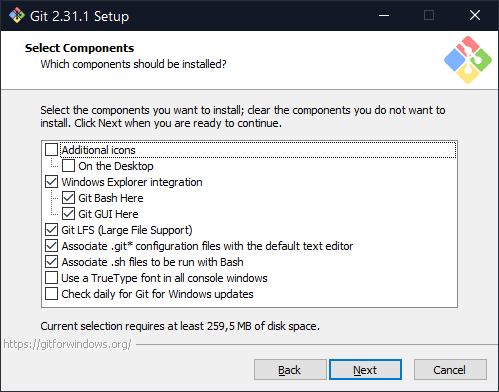 Git 2.31.1 Setup
Select Components
Which components should be installed?
Select the components you want to install; clear the components you do not want to
install. Click Next when you are ready to continue.
Additional icons
On the Desktop
Windows Explorer integration
Git Bash Here
Git GUI Here
Git LFS (Large File Support)
Associate .git* configuration files with the default text editor
Associate .sh files to be run with Bash
Use a TrueType font in all console windows
Check daily for Git for Windows updates
Current selection requires at least 259,5 MB of disk space.
https://gitforwindows.org/
Back
Next
Cancel